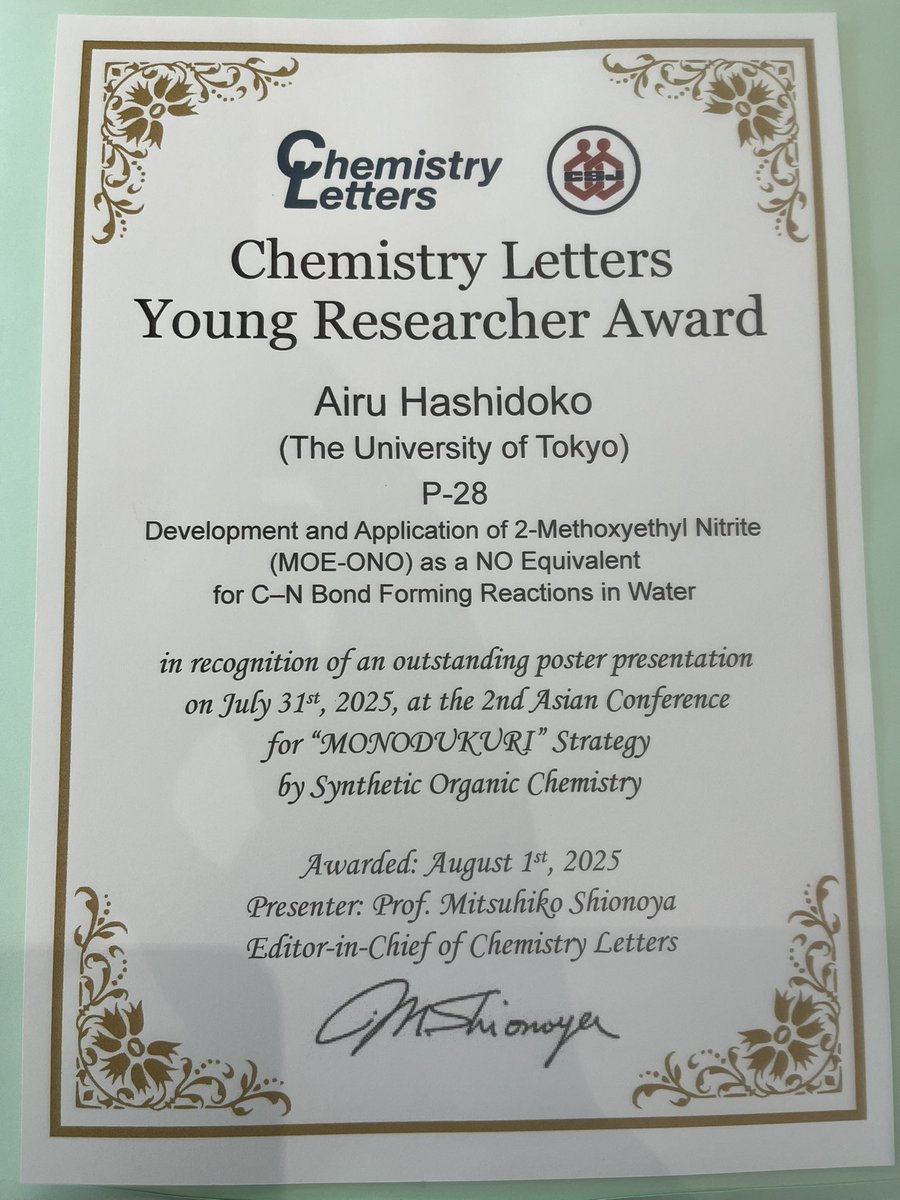 Chemistry
Letters
CSJ
Chemistry Letters
Young Researcher Award
Airu Hashidoko
(The University of Tokyo)
P-28
Development and Application of 2-Methoxyethyl Nitrite
(MOE-ONO) as a NO Equivalent
for C–N Bond Forming Reactions in Water
in recognition of an outstanding poster presentation
on July 31st, 2025, at the 2nd Asian Conference
for “MONODUKURI” Strategy
by Synthetic Organic Chemistry
Awarded: August 1st, 2025
Presenter: Prof. Mitsuhiko Shionoya
Editor-in-Chief of Chemistry Letters
M. Shionoya